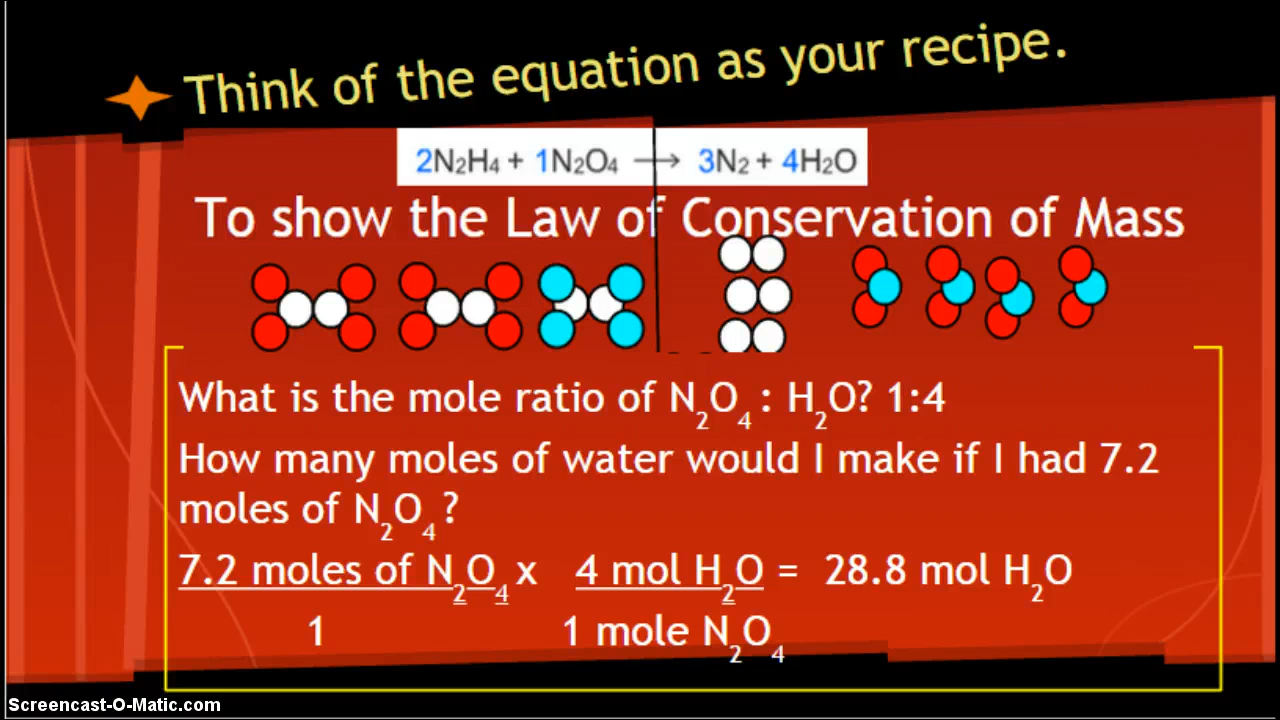 Think of the equation as your recipe.
2N₂H₄ + 1N₂O₄ → 3N₂ + 4H₂O
To show the Law of Conservation of Mass
What is the mole ratio of N₂O₄ : H₂O? 1:4
How many moles of water would I make if I had 7.2
moles of N₂O₄ ?
7.2 moles of N₂O₄ x 4 mol H₂O = 28.8 mol H₂O
1 1 mole N₂O₄
Screencast-O-Matic.com